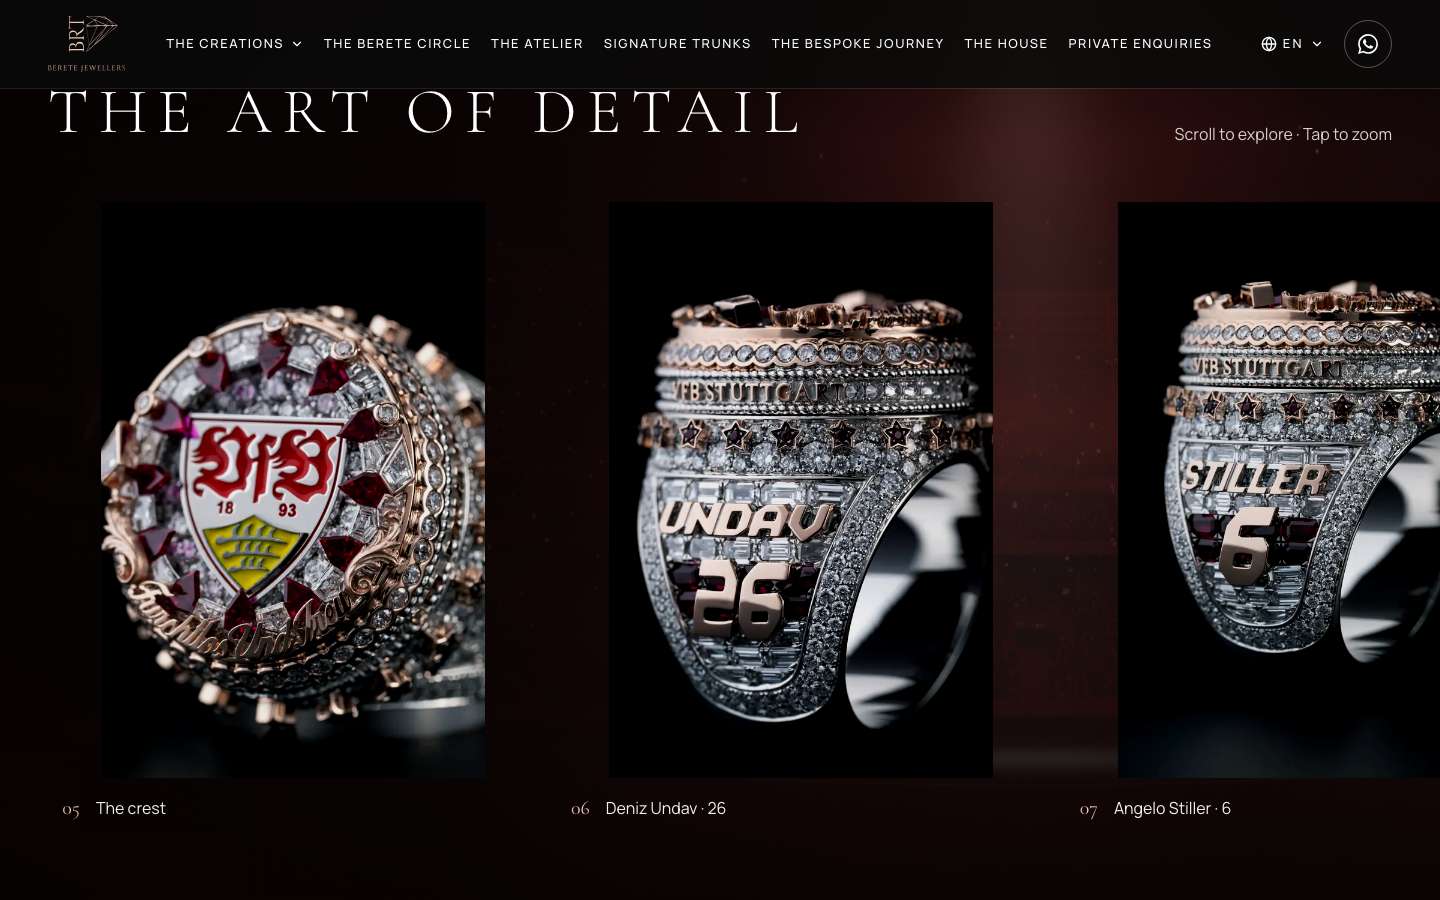 BRT
BERETE JEWELLERS
THE CREATIONS
THE BERETE CIRCLE
THE ATELIER
SIGNATURE TRUNKS
THE BESPOKE JOURNEY
THE HOUSE
PRIVATE ENQUIRIES
EN
THE ART OF DETAIL
Scroll to explore · Tap to zoom
VfB
18 93
VFB STUTTGART
UNDAV
26
VFB STUTTGART
STILLER
6
05 The crest
06 Deniz Undav · 26
07 Angelo Stiller · 6